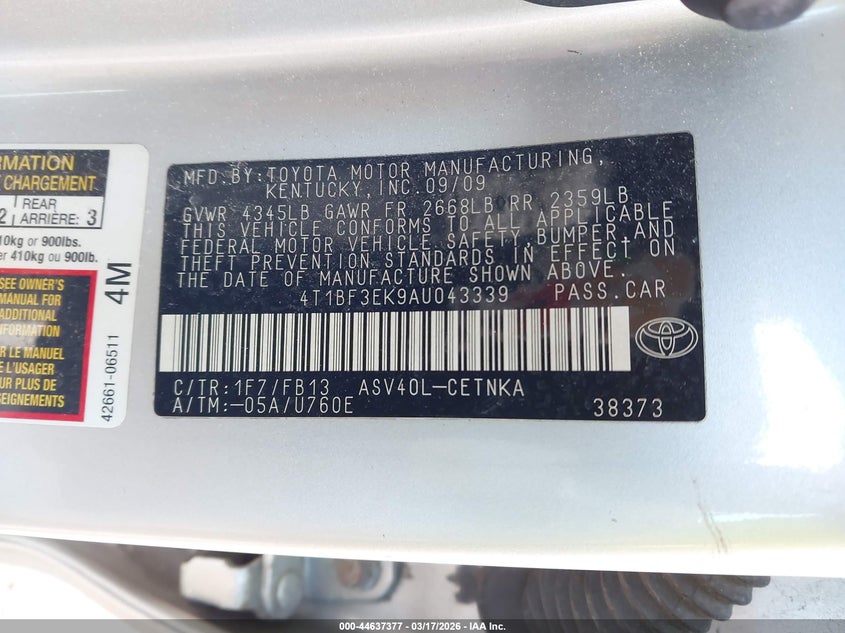 RMATION
CHARGEMENT
REAR
2 ARRIÈRE: 3
10kg or 900lbs.
er 410kg ou 900lb.
SEE OWNER'S
MANUAL FOR
ADDITIONAL
INFORMATION
LE MANUEL
L'USAGER
R PLUS DE
SEIGNEMENTS
4M
42661-06511
MFD.BY:TOYOTA MOTOR MANUFACTURING,
KENTUCKY,INC.09/09
GVWR 4345LB GAWR FR 2668LB RR 2359LB
THIS VEHICLE CONFORMS TO ALL APPLICABLE
FEDERAL MOTOR VEHICLE SAFETY,BUMPER,AND
THEFT PREVENTION STANDARDS IN EFFECT ON
THE DATE OF MANUFACTURE SHOWN ABOVE.
4T1BF3EK9AU043339 PASS.CAR
C/TR:1F7/FB13 ASV40L-CETNKA
A/TM:-05A/U760E 38373
000-44637377 - 03/17/2026 - PROPERTY OF IAA